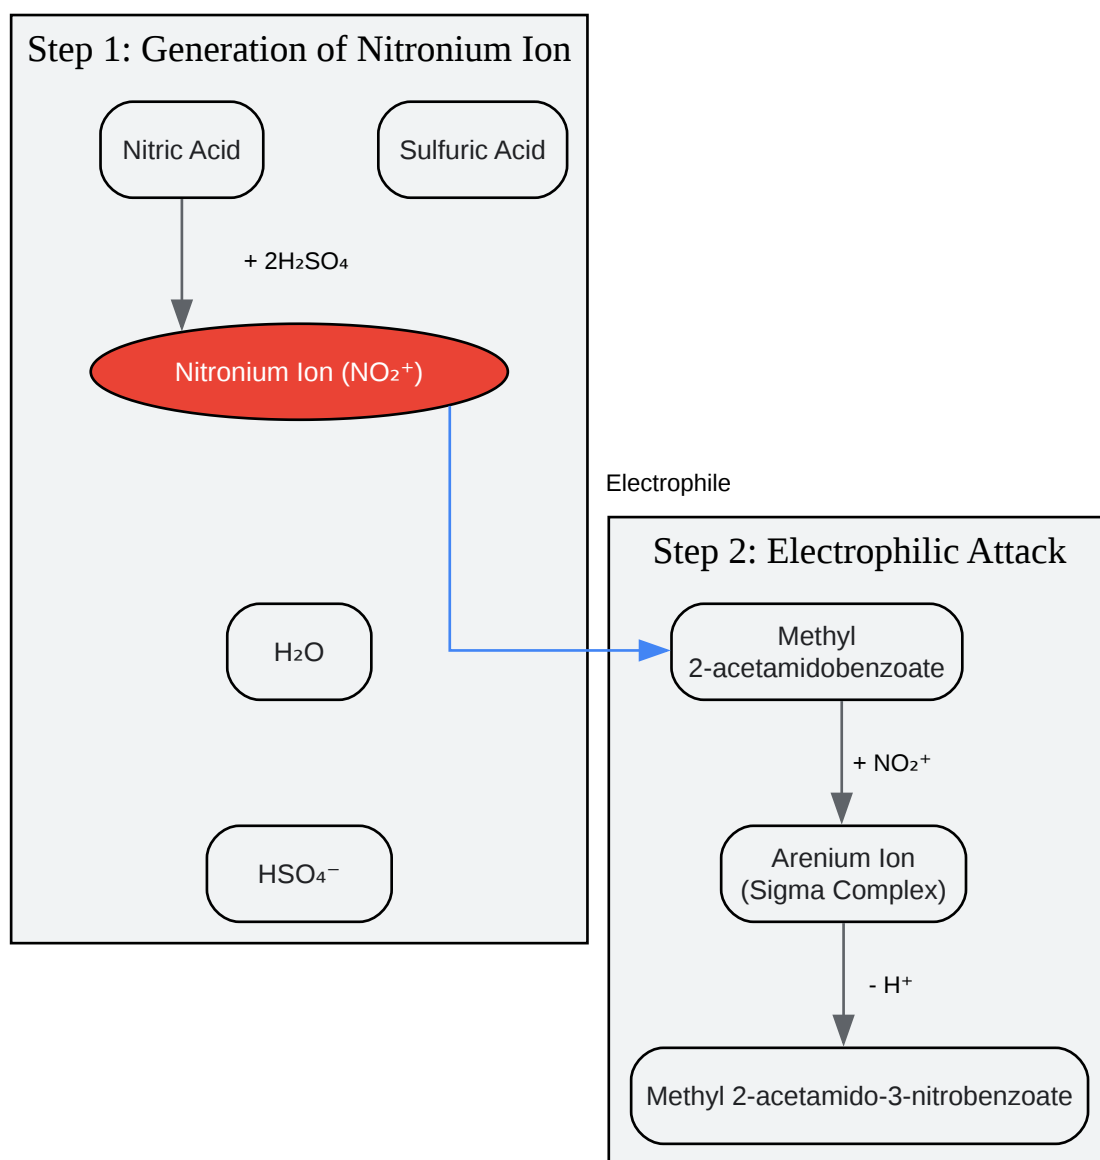 Step 1: Generation of Nitronium Ion
Nitric Acid
Sulfuric Acid
+ 2H₂SO₄
Nitronium Ion (NO₂⁺)
Electrophile
H₂O
HSO₄⁻
Step 2: Electrophilic Attack
Methyl
2-acetamidobenzoate
+ NO₂⁺
Arenium Ion
(Sigma Complex)
- H⁺
Methyl 2-acetamido-3-nitrobenzoate